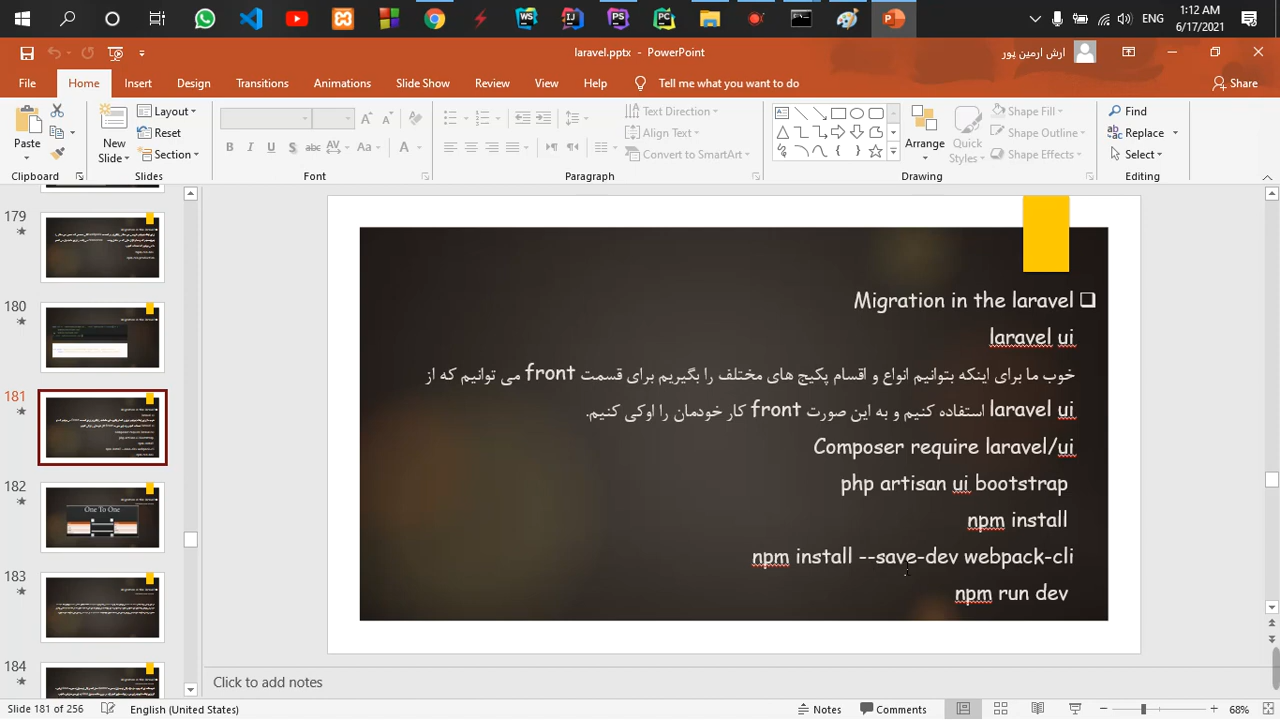 1:12 AM
6/17/2021
laravel.pptx - PowerPoint
ارش ارمین پور
File
Home
Insert
Design
Transitions
Animations
Slide Show
Review
View
Help
Tell me what you want to do
Share
Paste
New Slide
Layout
Reset
Section
Text Direction
Align Text
Convert to SmartArt
Arrange
Quick Styles
Shape Fill
Shape Outline
Shape Effects
Find
Replace
Select
Clipboard
Slides
Font
Paragraph
Drawing
Editing
179
180
181
182
One To One
183
184
Migration in the laravel
laravel ui
خوب ما برای اینکه بتوانیم انواع و اقسام پکیج های مختلف را بگیریم برای قسمت front می توانیم که از
laravel ui استفاده کنیم و به این صورت front کار خودمان را اوکی کنیم.
Composer require laravel/ui
php artisan ui bootstrap
npm install
npm install --save-dev webpack-cli
npm run dev
Click to add notes
Slide 181 of 256
English (United States)
Notes
Comments
68%